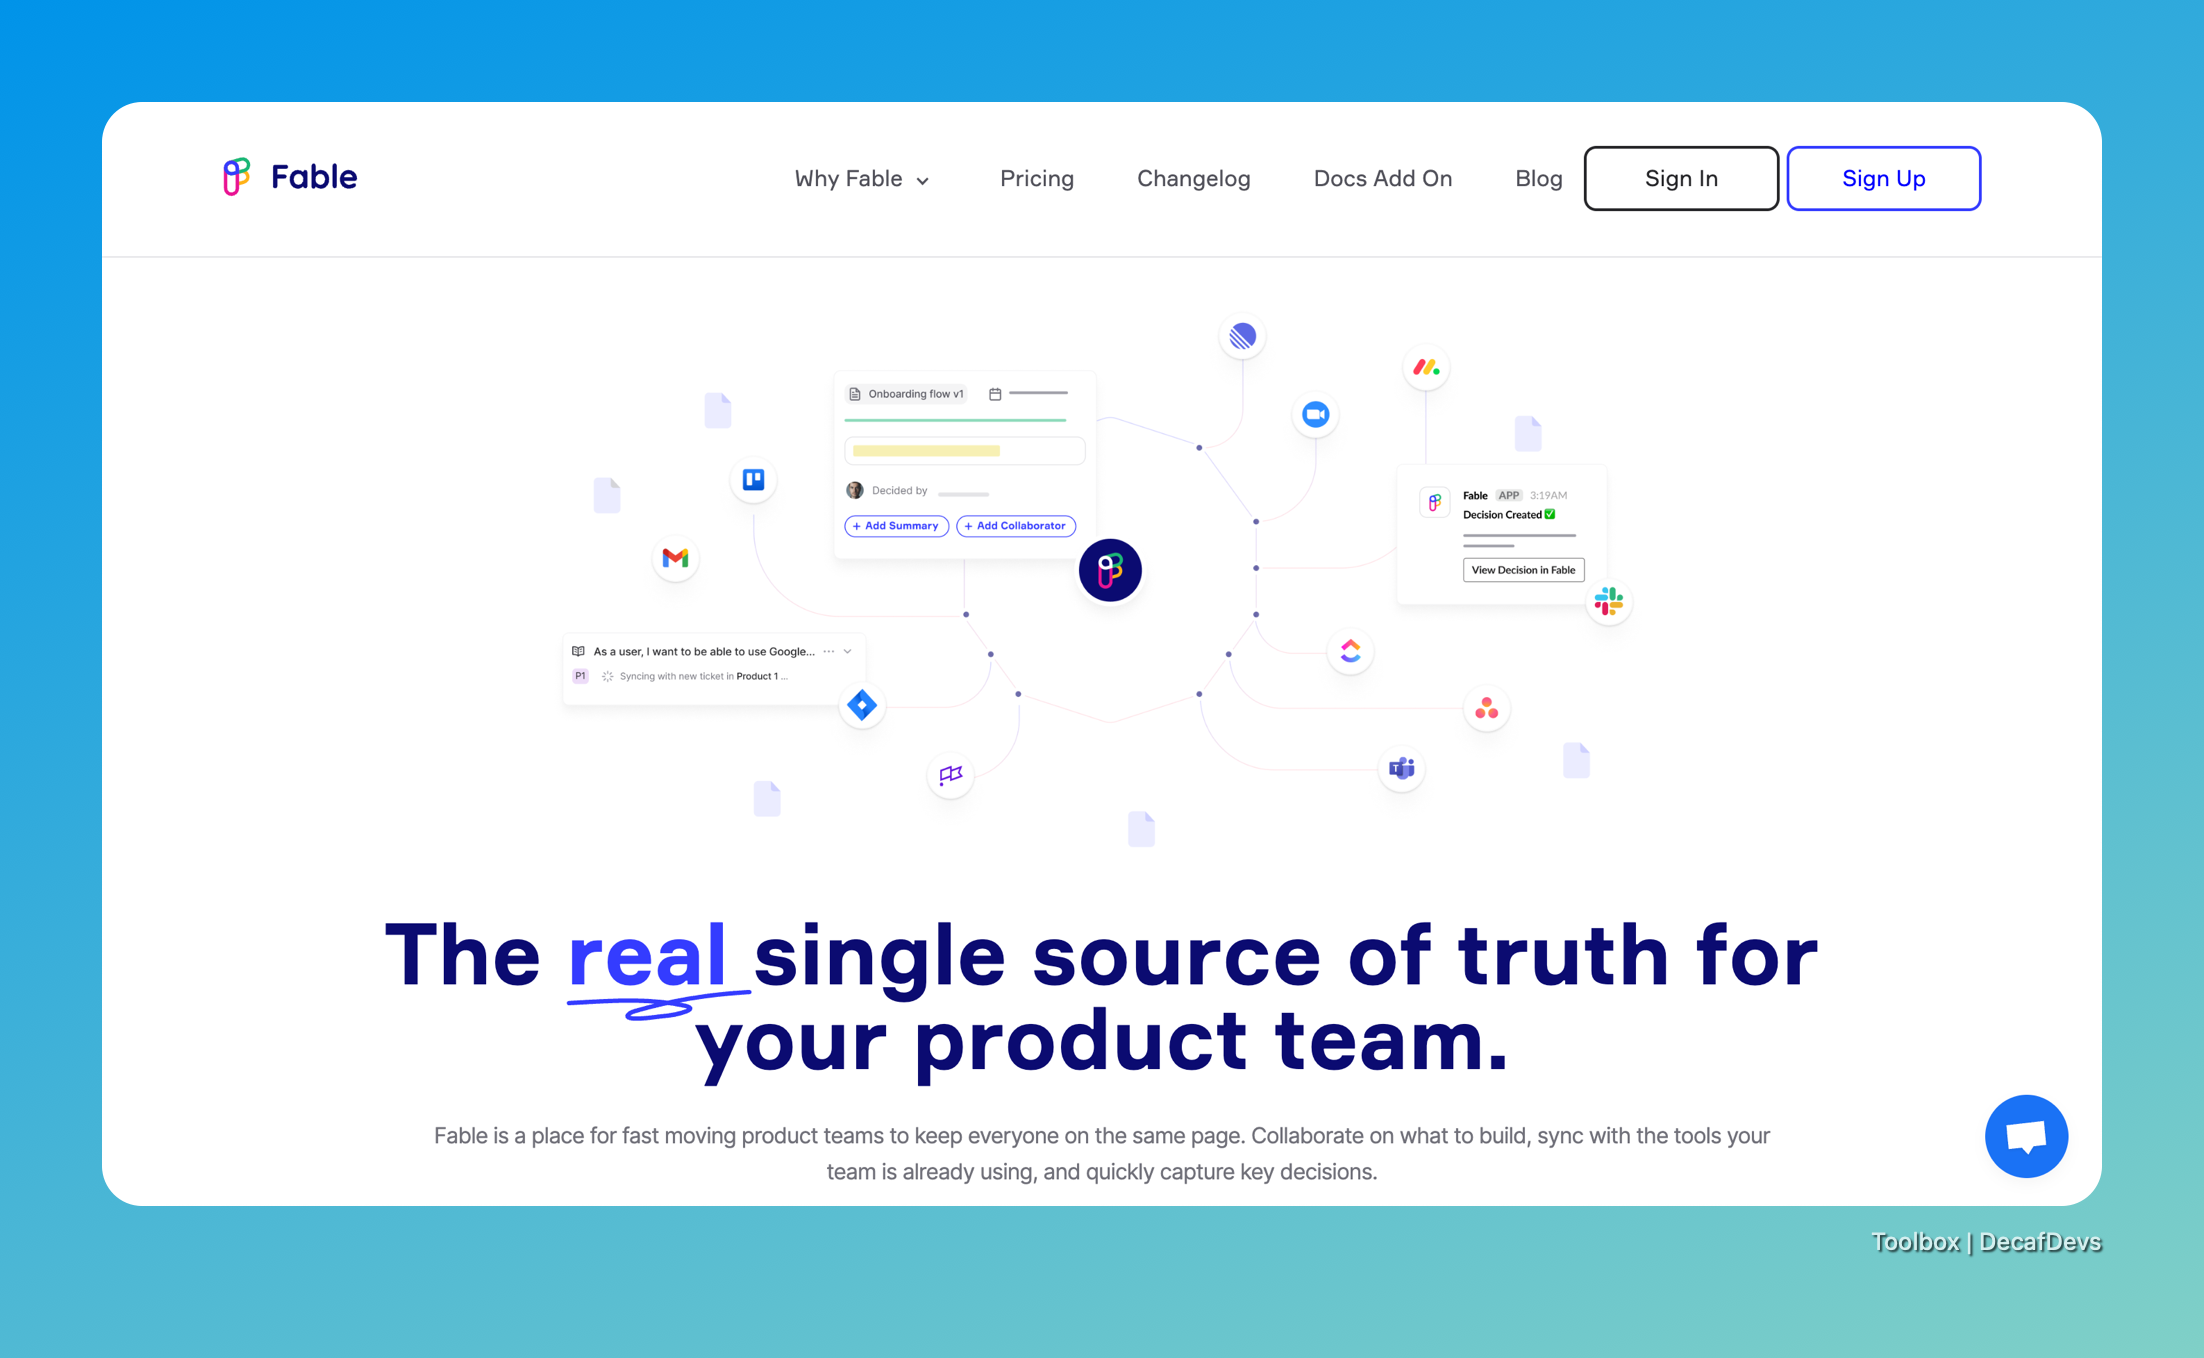 Fable
Why Fable
Pricing
Changelog
Docs Add On
Blog
Sign In
Sign Up
Onboarding flow v1
Decided by
+ Add Summary
+ Add Collaborator
Fable APP 3:19AM
Decision Created ✅
View Decision in Fable
As a user, I want to be able to use Google... ...
P1 Syncing with new ticket in Product 1 ...
T
The real single source of truth for
your product team.
Fable is a place for fast moving product teams to keep everyone on the same page. Collaborate on what to build, sync with the tools your
team is already using, and quickly capture key decisions.
Toolbox | DecafDevs